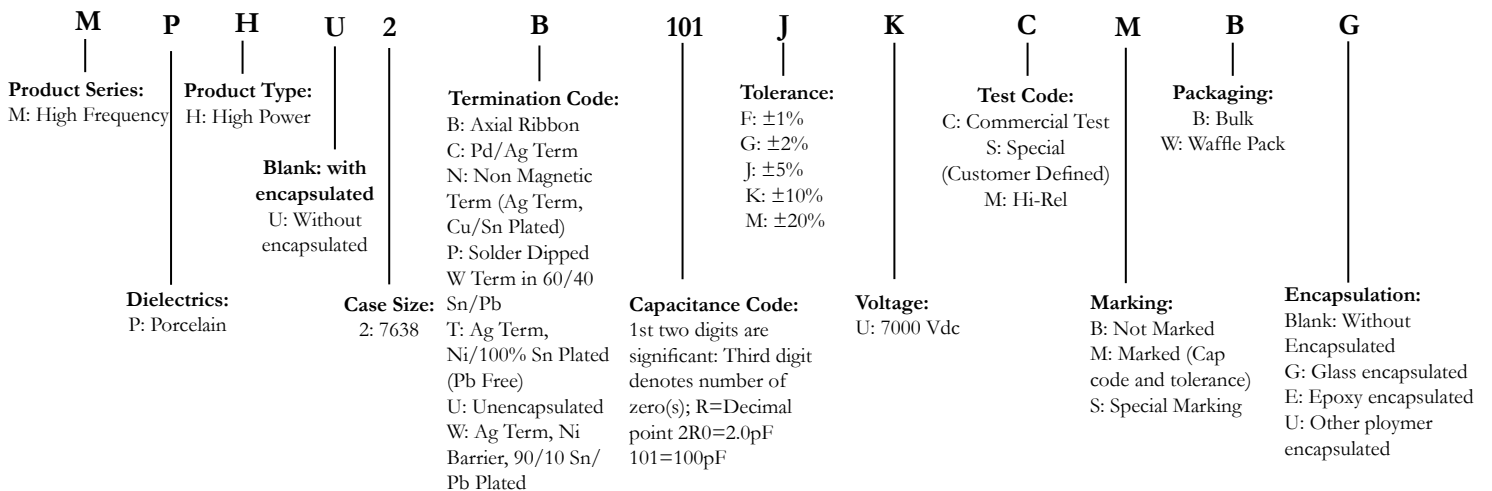 M P H U 2 B 101 J K C M B G
Product Series:
M: High Frequency
Product Type:
H: High Power
Blank: with
encapsulated
U: Without
encapsulated
Dielectrics:
P: Porcelain
Case Size:
2: 7638
Termination Code:
B: Axial Ribbon
C: Pd/Ag Term
N: Non Magnetic
Term (Ag Term,
Cu/Sn Plated)
P: Solder Dipped
W Term in 60/40
Sn/Pb
T: Ag Term,
Ni/100% Sn Plated
(Pb Free)
U: Unencapsulated
W: Ag Term, Ni
Barrier, 90/10 Sn/
Pb Plated
Capacitance Code:
1st two digits are
significant: Third digit
denotes number of
zero(s); R=Decimal
point 2R0=2.0pF
101=100pF
Tolerance:
F: ±1%
G: ±2%
J: ±5%
K: ±10%
M: ±20%
Voltage:
U: 7000 Vdc
Test Code:
C: Commercial Test
S: Special
(Customer Defined)
M: Hi-Rel
Marking:
B: Not Marked
M: Marked (Cap
code and tolerance)
S: Special Marking
Packaging:
B: Bulk
W: Waffle Pack
Encapsulation:
Blank: Without
Encapsulated
G: Glass encapsulated
E: Epoxy encapsulated
U: Other ploymer
encapsulated